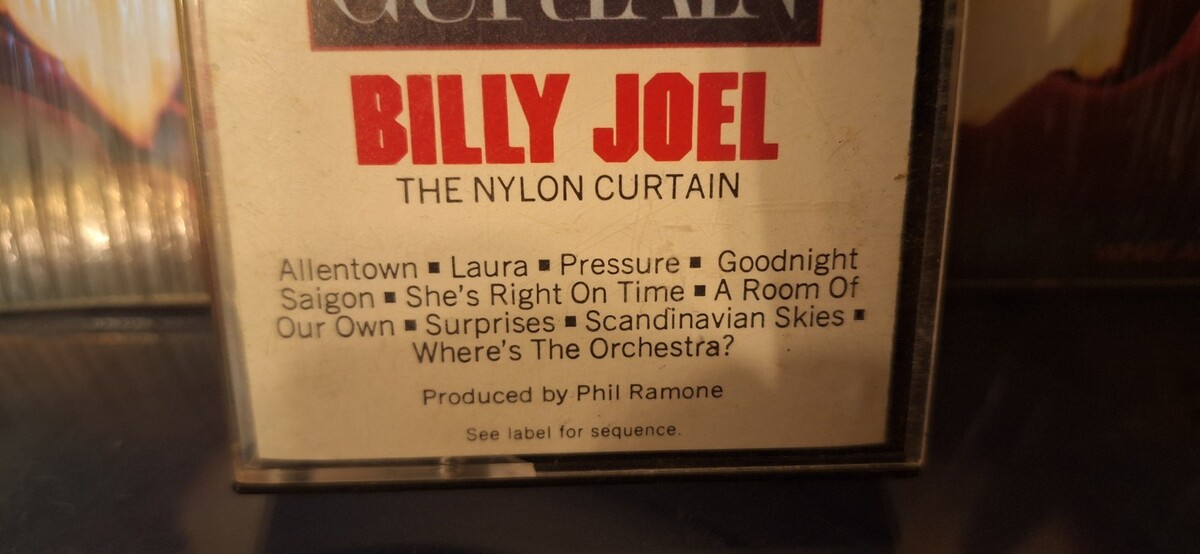 CURTAIN
BILLY JOEL
THE NYLON CURTAIN
Allentown ▪ Laura ▪ Pressure ▪ Goodnight
Saigon ▪ She's Right On Time ▪ A Room Of
Our Own ▪ Surprises ▪ Scandinavian Skies ▪
Where's The Orchestra?
Produced by Phil Ramone
See label for sequence.